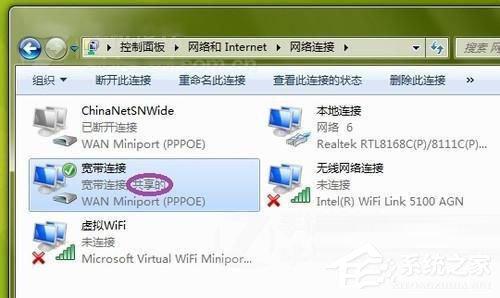 控制面板 ▸ 网络和 Internet ▸ 网络连接 ▸
搜索 网
组织 ▾ 断开此连接 重命名此连接 查看此连接的状态 删除此连接 »
ChinaNetSNWide
已断开连接
WAN Miniport (PPPOE)
本地连接
网络 6
Realtek RTL8168C(P)/8111C(P)
宽带连接
宽带连接 共享的
WAN Miniport (PPPOE)
无线网络连接
未连接
Intel(R) WiFi Link 5100 AGN
虚拟WiFi
未连接
Microsoft Virtual WiFi Minipor...
系统之家